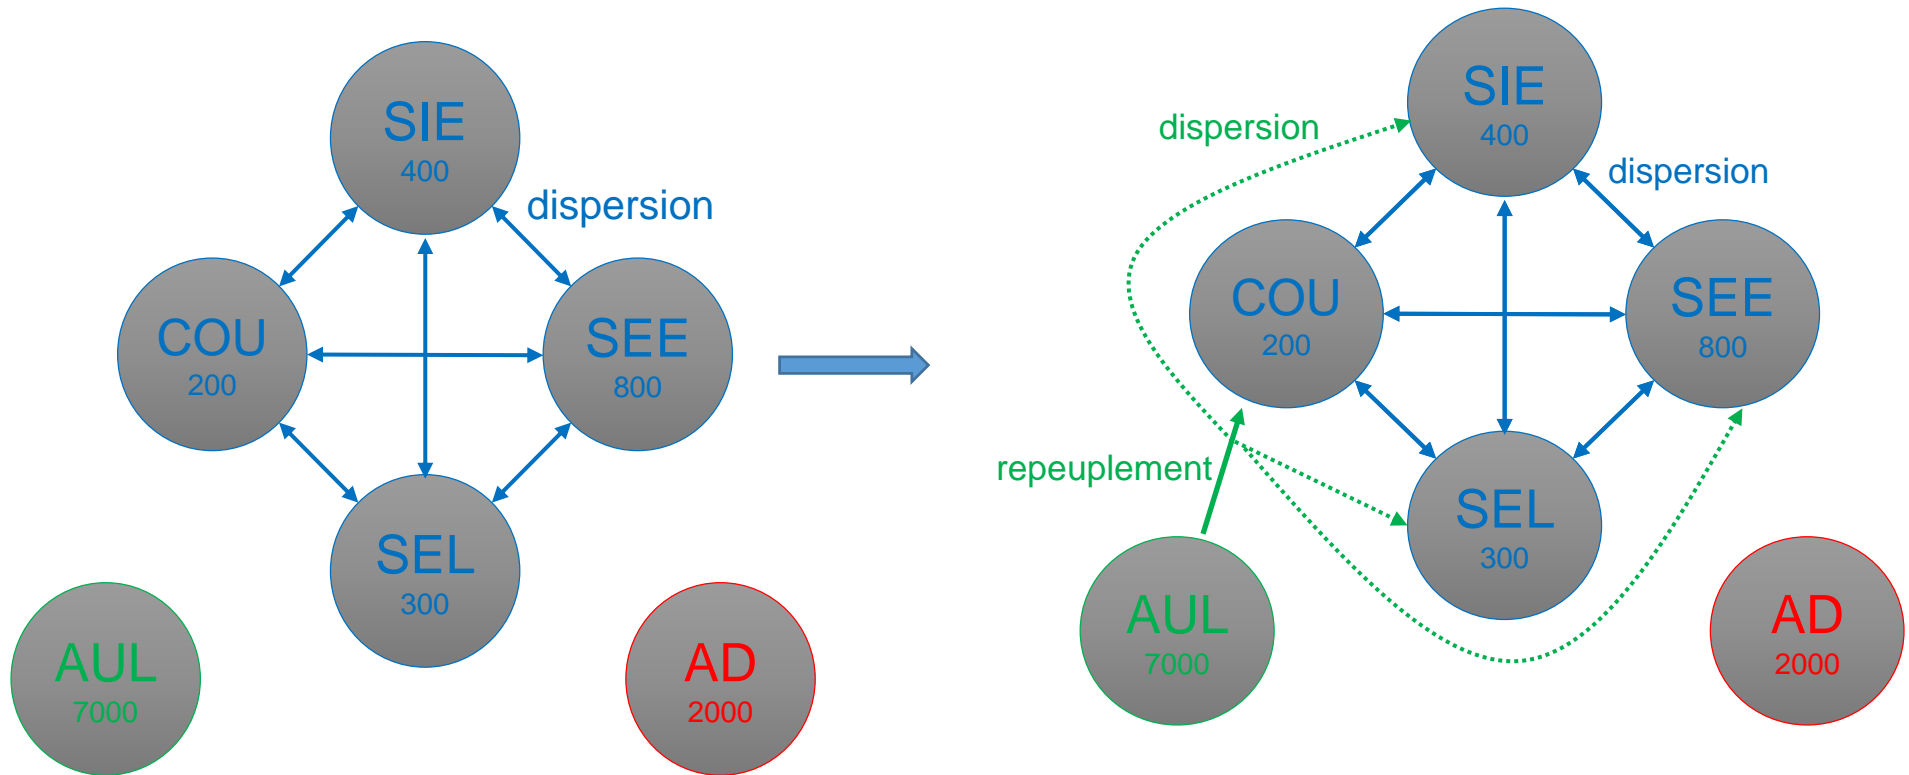 SIE
400
dispersion
COU
200
SEE
800
SEL
300
AUL
7000
AD
2000
SIE
400
dispersion
dispersion
COU
200
SEE
800
repeuplement
SEL
300
AUL
7000
AD
2000